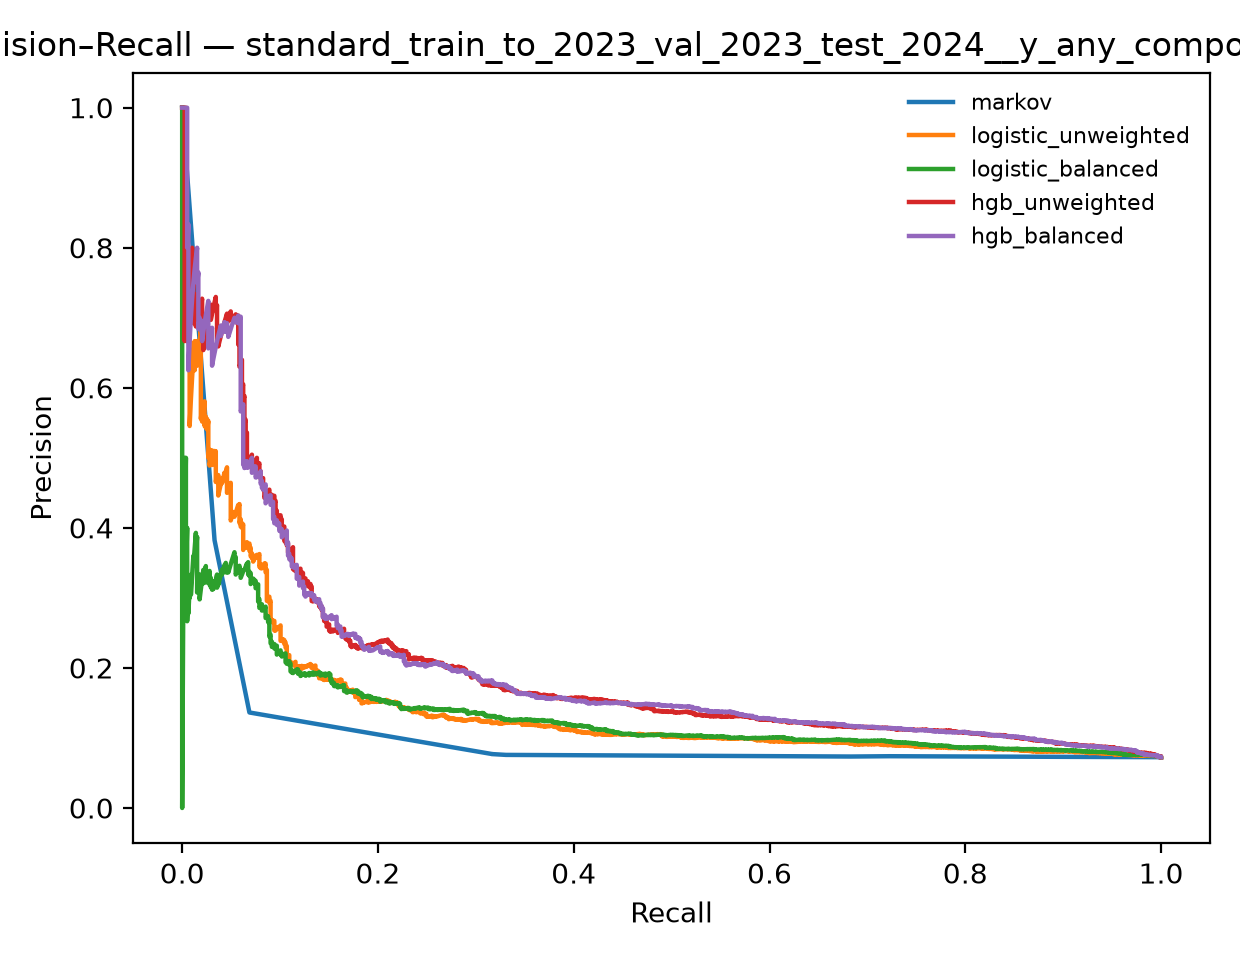 ision–Recall — standard_train_to_2023_val_2023_test_2024__y_any_compo
markov
logistic_unweighted
logistic_balanced
hgb_unweighted
hgb_balanced
Precision
1.0
0.8
0.6
0.4
0.2
0.0
0.0 0.2 0.4 0.6 0.8 1.0
Recall